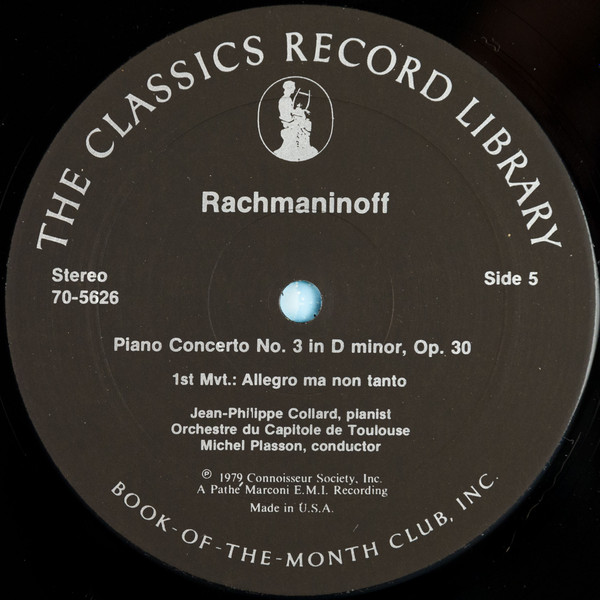 THE CLASSICS RECORD LIBRARY
Rachmaninoff
Stereo
70-5626
Side 5
Piano Concerto No. 3 in D minor, Op. 30
1st Mvt.: Allegro ma non tanto
Jean-Philippe Collard, pianist
Orchestre du Capitole de Toulouse
Michel Plasson, conductor
℗ 1979 Connoisseur Society, Inc.
A Pathé Marconi E.M.I. Recording
Made in U.S.A.
BOOK-OF-THE-MONTH CLUB, INC.